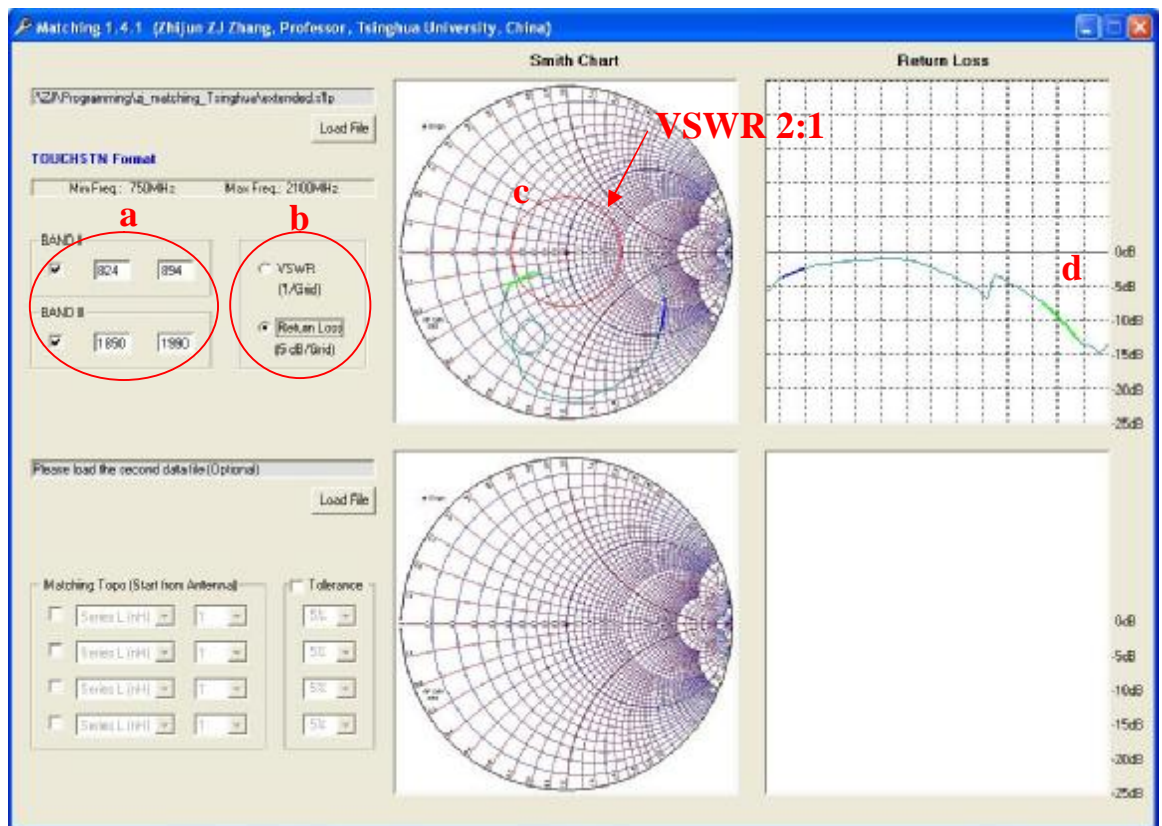 Matching 1.4.1 (Zhijun ZJ Zhang, Professor, Tsinghua University, China)
Smith Chart
Return Loss
Load File
VSWR 2:1
TOUCHSTN Format
Min Freq.: 750MHz Max Freq.: 2100MHz
a
b
c
d
BAND I
824 894
VSWR
(1/Grid)
BAND II
1850 1990
Return Loss
(5 dB/Grid)
0dB
-5dB
-10dB
-15dB
-20dB
-25dB
Please load the second data file (Optional)
Load File
Matching Topo (Start from Antenna)
Tolerance
Series L (nH) 1 5%
Series L (nH) 1 5%
Series L (nH) 1 5%
Series L (nH) 1 5%
0dB
-5dB
-10dB
-15dB
-20dB
-25dB